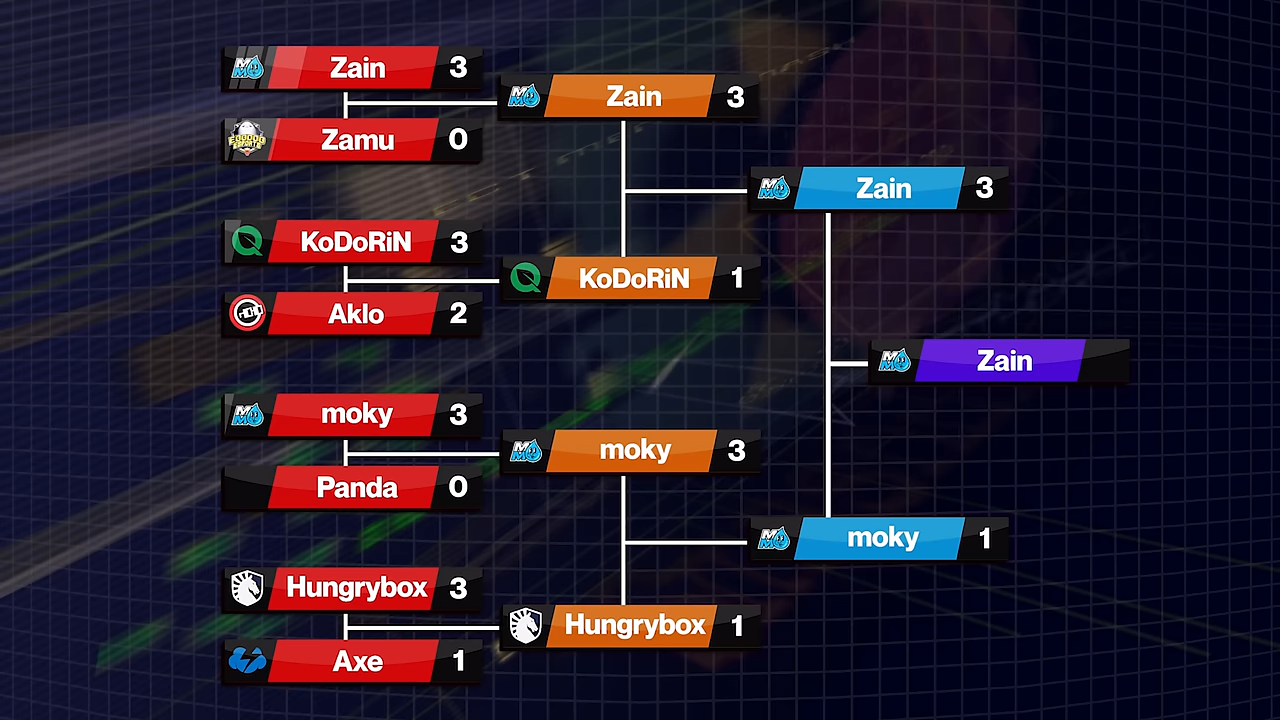 Zain 3
Zamu 0
KoDoRiN 3
Aklo 2
moky 3
Panda 0
Hungrybox 3
Axe 1
Zain 3
KoDoRiN 1
moky 3
Hungrybox 1
Zain 3
moky 1
Zain